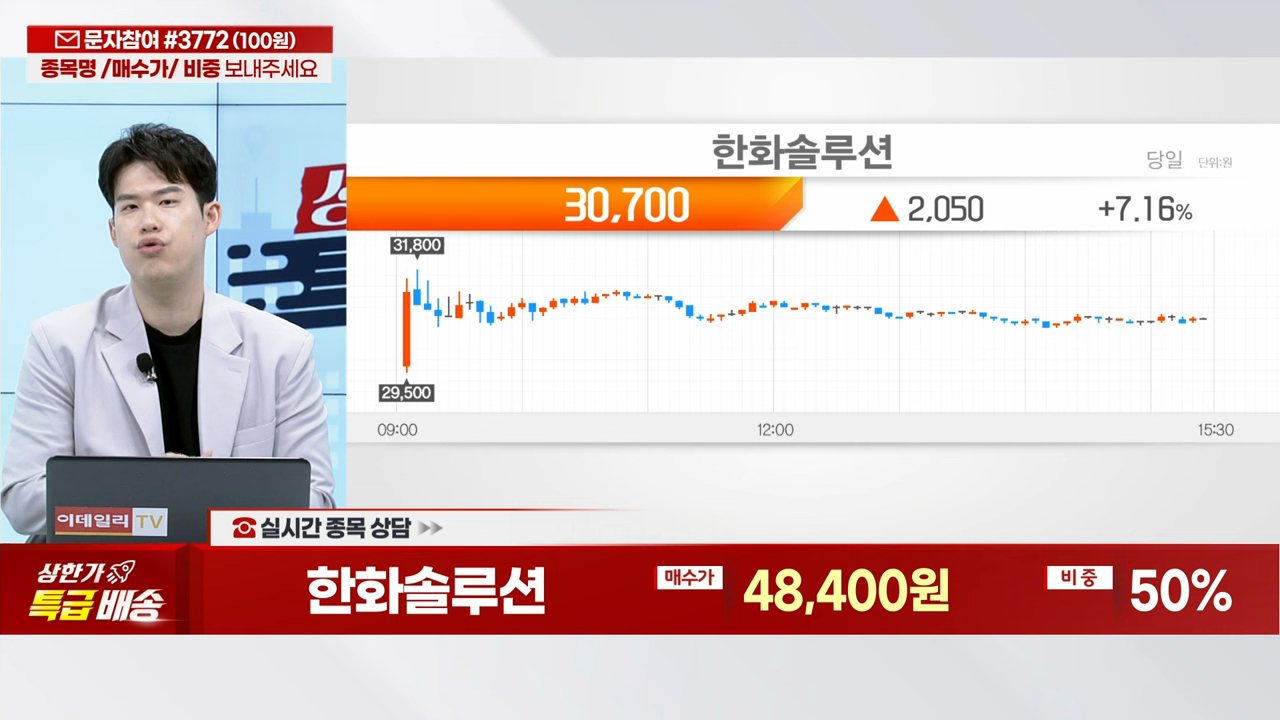 문자참여 #3772 (100원)
종목명 /매수가/ 비중 보내주세요
한화솔루션
당일 단위:원
30,700 ▲ 2,050 +7.16%
31,800
29,500
09:00 12:00 15:30
이데일리 TV
실시간 종목 상담
상한가
특급 배송
한화솔루션 매수가 48,400원 비중 50%